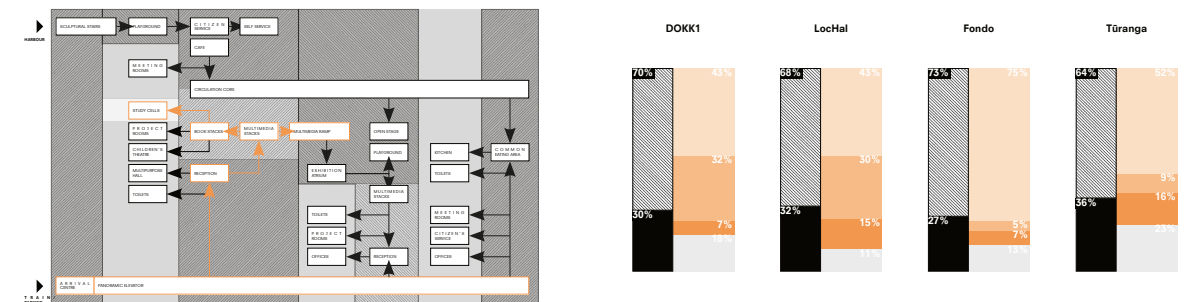 SCULPTURAL STAIRS
PLAYGROUND
CITIZEN
SERVICE
SELF SERVICE
HARBOUR
CAFE
MEETING
ROOMS
CIRCULATION CORE
STUDY CELLS
PROJECT
ROOMS
BOOK STACKS
MULTIMEDIA
STACKS
MULTIMEDIA RAMP
OPEN STAGE
CHILDREN'S
THEATRE
PLAYGROUND
KITCHEN
COMMON
EATING AREA
MULTIPURPOSE
HALL
RECEPTION
EXHIBITION
ATRIUM
TOILETS
TOILETS
MULTIMEDIA
STACKS
TOILETS
MEETING
ROOMS
PROJECT
ROOMS
CITIZEN'S
SERVICE
OFFICES
RECEPTION
OFFICES
ARRIVAL
CENTRE
PANORAMIC ELEVATOR
TRAIN
DOKK1
70%
43%
32%
30%
7%
18%
LocHal
68%
43%
30%
32%
15%
11%
Fondo
73%
75%
27%
5%
7%
13%
Tūranga
64%
52%
9%
36%
16%
23%